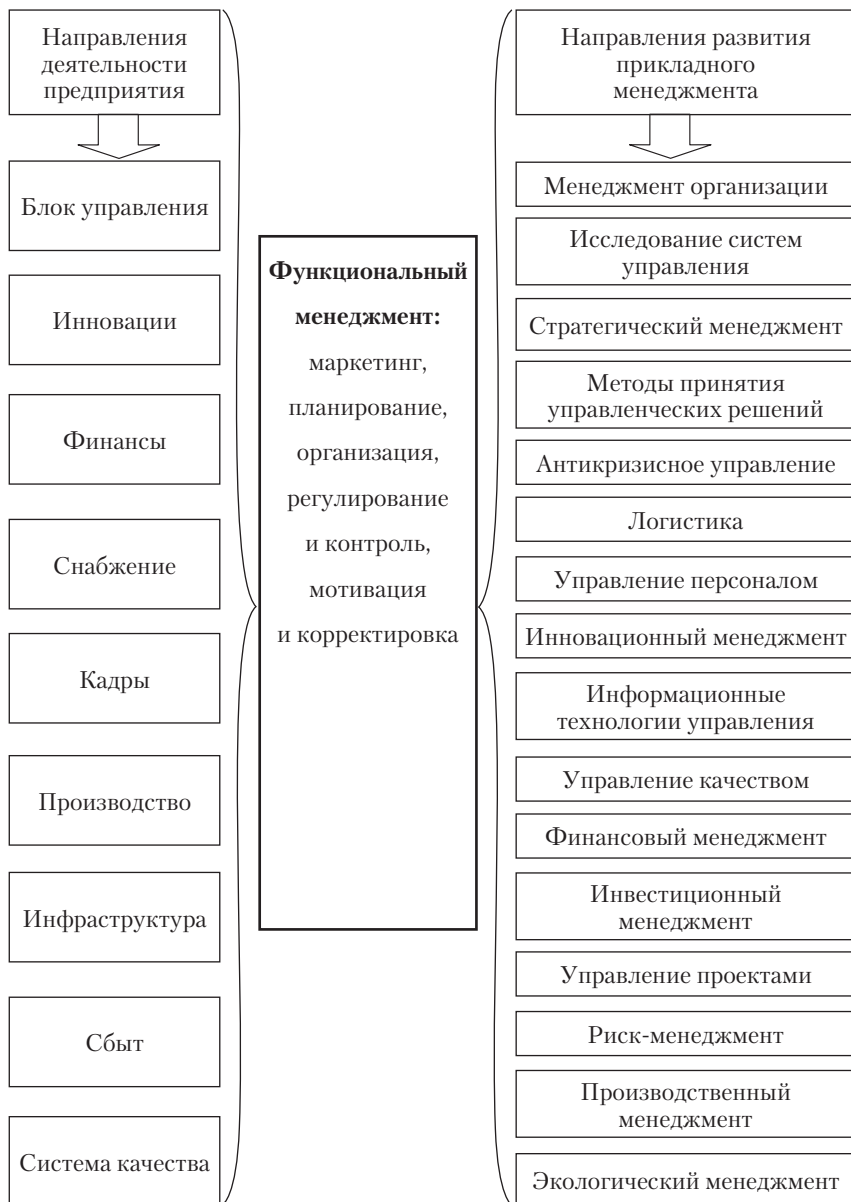 Направления
деятельности
предприятия
Блок управления
Инновации
Финансы
Снабжение
Кадры
Производство
Инфраструктура
Сбыт
Система качества
Функциональный
менеджмент:
маркетинг,
планирование,
организация,
регулирование
и контроль,
мотивация
и корректировка
Направления развития
прикладного
менеджмента
Менеджмент организации
Исследование систем
управления
Стратегический менеджмент
Методы принятия
управленческих решений
Антикризисное управление
Логистика
Управление персоналом
Инновационный менеджмент
Информационные
технологии управления
Управление качеством
Финансовый менеджмент
Инвестиционный
менеджмент
Управление проектами
Риск-менеджмент
Производственный
менеджмент
Экологический менеджмент